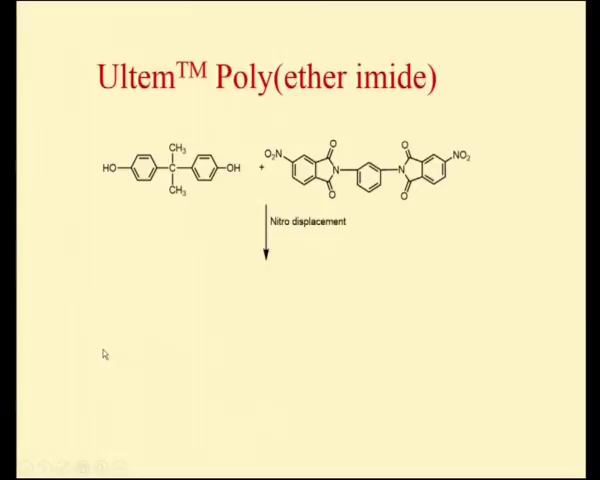 Ultem™ Poly(ether imide)
HO
CH3
CH3
OH
+
O2N
O
O
N
N
O
O
NO2
Nitro displacement